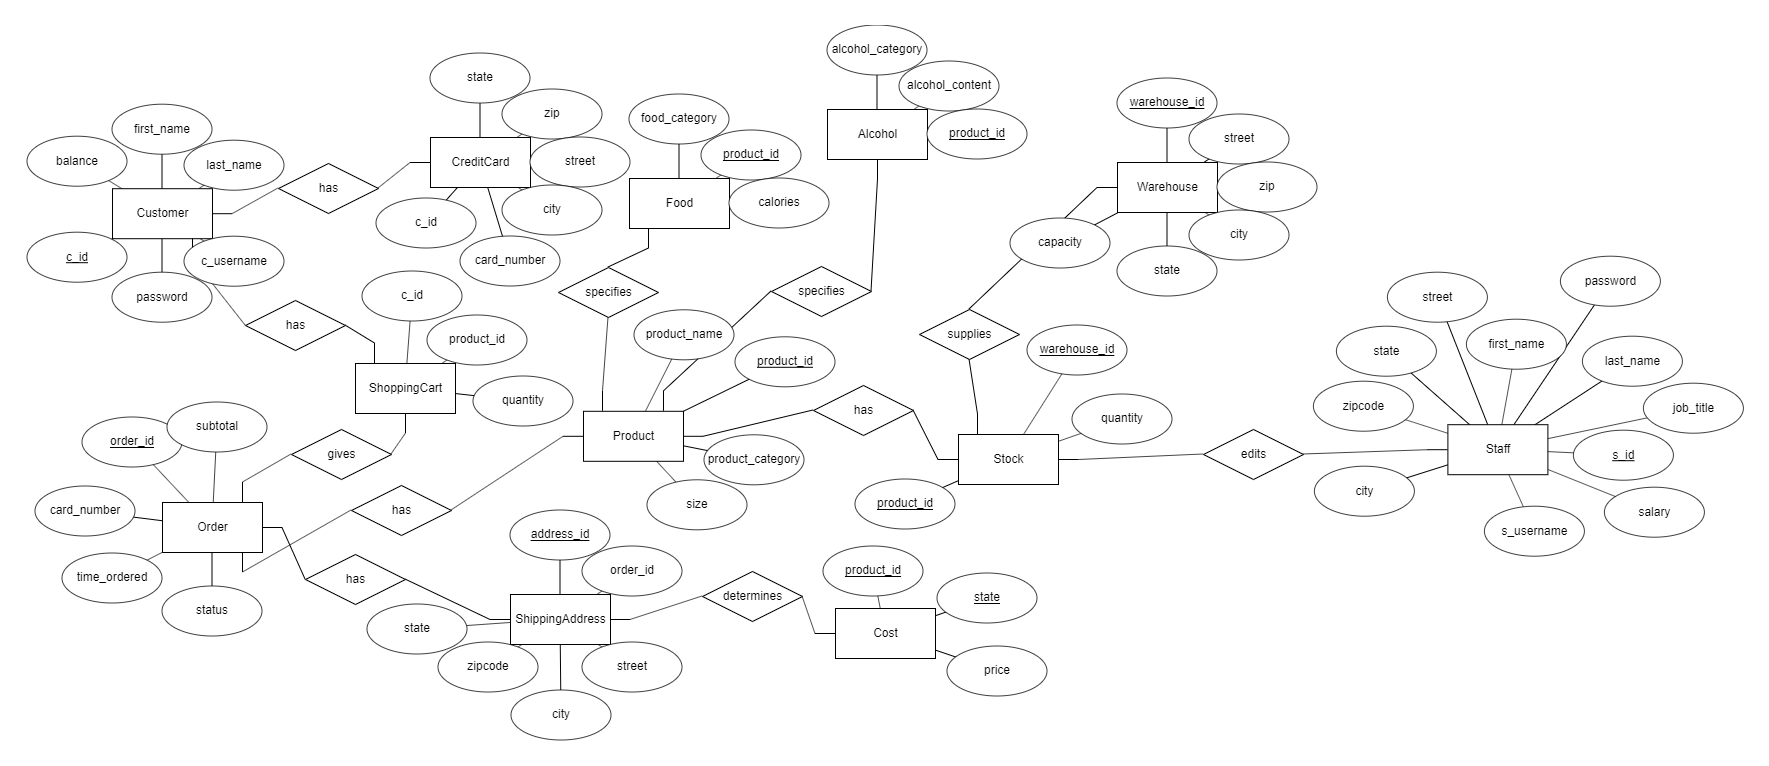 alcohol_category
state
alcohol_content
warehouse_id
zip
food_category
first_name
Alcohol
product_id
street
balance
last_name
CreditCard
street
product_id
has
Warehouse
zip
Customer
Food
calories
c_id
city
city
capacity
c_id
c_username
card_number
state
password
specifies
specifies
c_id
street
password
has
product_name
supplies
product_id
warehouse_id
first_name
state
product_id
last_name
ShoppingCart
quantity
has
quantity
zipcode
job_title
order_id
subtotal
Product
gives
product_category
Stock
edits
Staff
s_id
city
card_number
has
size
product_id
salary
Order
address_id
s_username
time_ordered
has
order_id
product_id
status
determines
state
state
ShippingAddress
Cost
zipcode
street
price
city